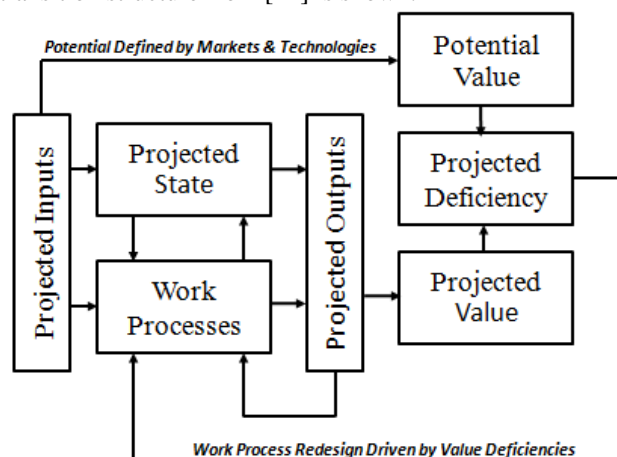 Potential Defined by Markets & Technologies
Potential
Value
Projected Inputs
Projected
State
Work
Processes
Projected Outputs
Projected
Deficiency
Projected
Value
Work Process Redesign Driven by Value Deficiencies